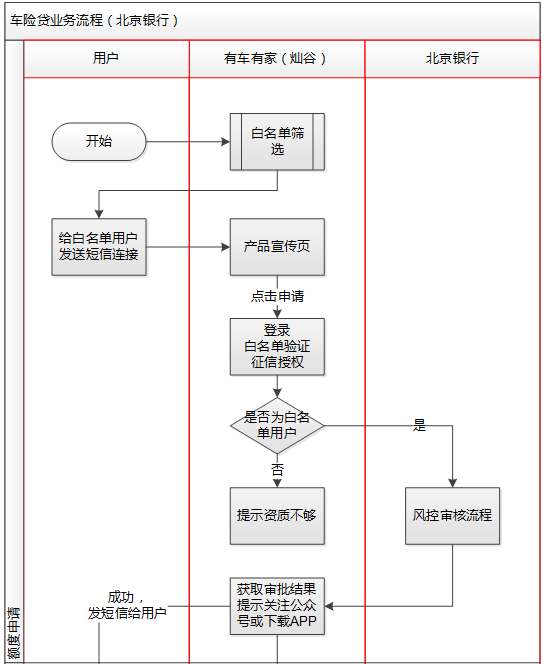 车险贷业务流程（北京银行）
用户
有车有家（灿谷）
北京银行
开始
白名单筛
选
给白名单用户
发送短信连接
产品宣传页
点击申请
登录
白名单验证
征信授权
是否为白名
单用户
是
否
提示资质不够
风控审核流程
获取审批结果
提示关注公众
号或下载APP
成功，
发短信给用户
额度申请